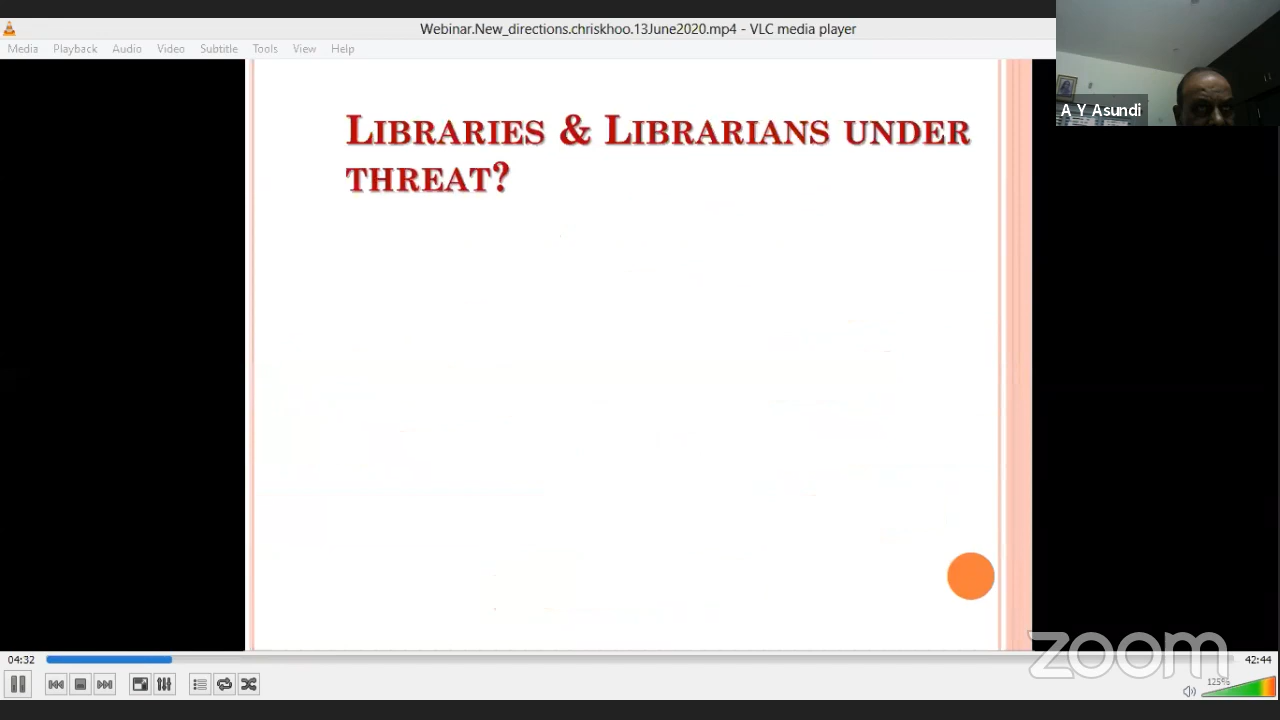 Webinar.New_directions.chriskhoo.13June2020.mp4 - VLC media player
Media Playback Audio Video Subtitle Tools View Help
A Y Asundi
LIBRARIES & LIBRARIANS UNDER
THREAT?
zoom
04:32
42:44
125%